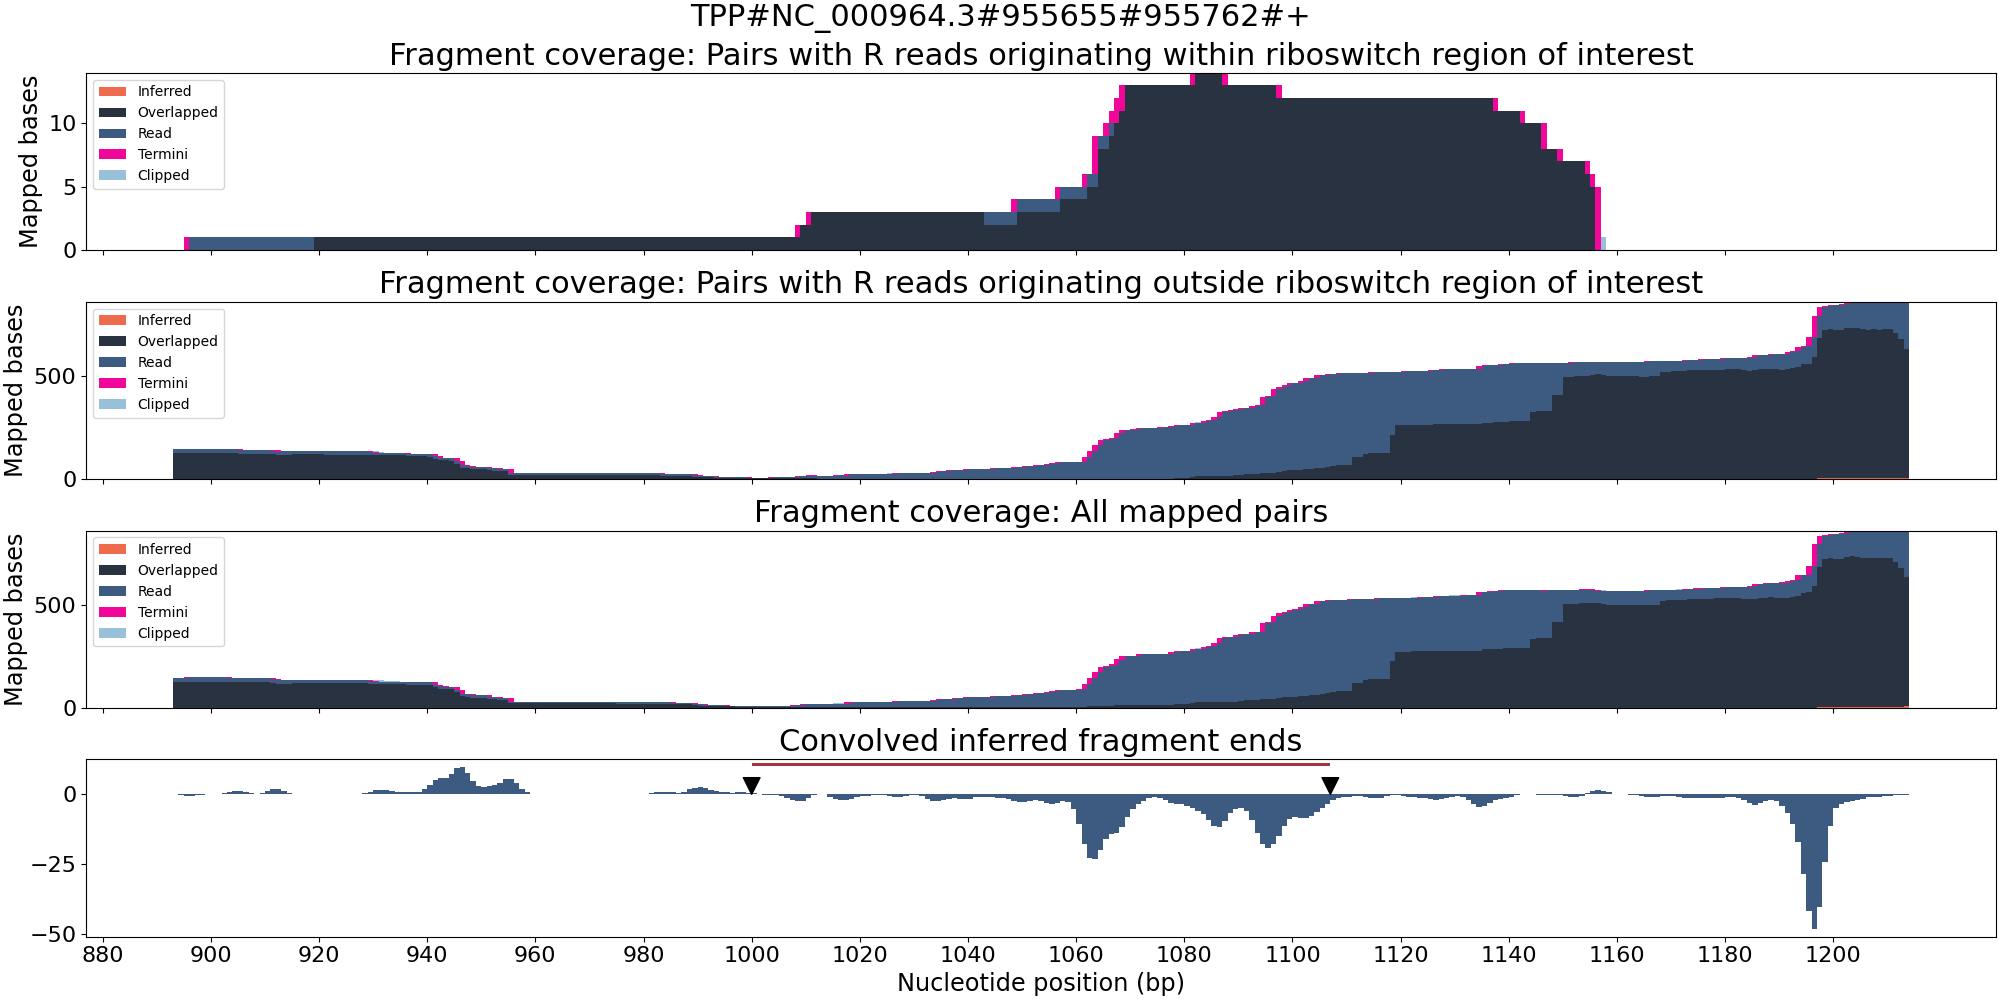 TPP#NC_000964.3#955655#955762#+
Fragment coverage: Pairs with R reads originating within riboswitch region of interest
Mapped bases
10
5
0
Inferred
Overlapped
Read
Termini
Clipped
Fragment coverage: Pairs with R reads originating outside riboswitch region of interest
Mapped bases
500
0
Inferred
Overlapped
Read
Termini
Clipped
Fragment coverage: All mapped pairs
Mapped bases
500
0
Inferred
Overlapped
Read
Termini
Clipped
Convolved inferred fragment ends
0
−25
−50
880 900 920 940 960 980 1000 1020 1040 1060 1080 1100 1120 1140 1160 1180 1200
Nucleotide position (bp)